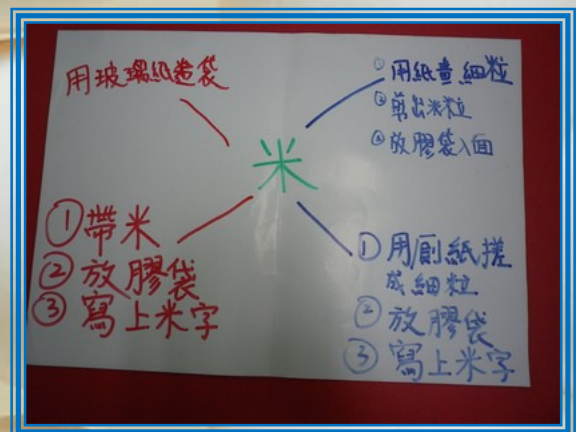 用玻璃紙造袋
① 用紙畫細粒
② 剪出米粒
③ 放膠袋入面
米
① 帶米
② 放膠袋
③ 寫上米字
① 用廁紙搓
成細粒
② 放膠袋
③ 寫上米字